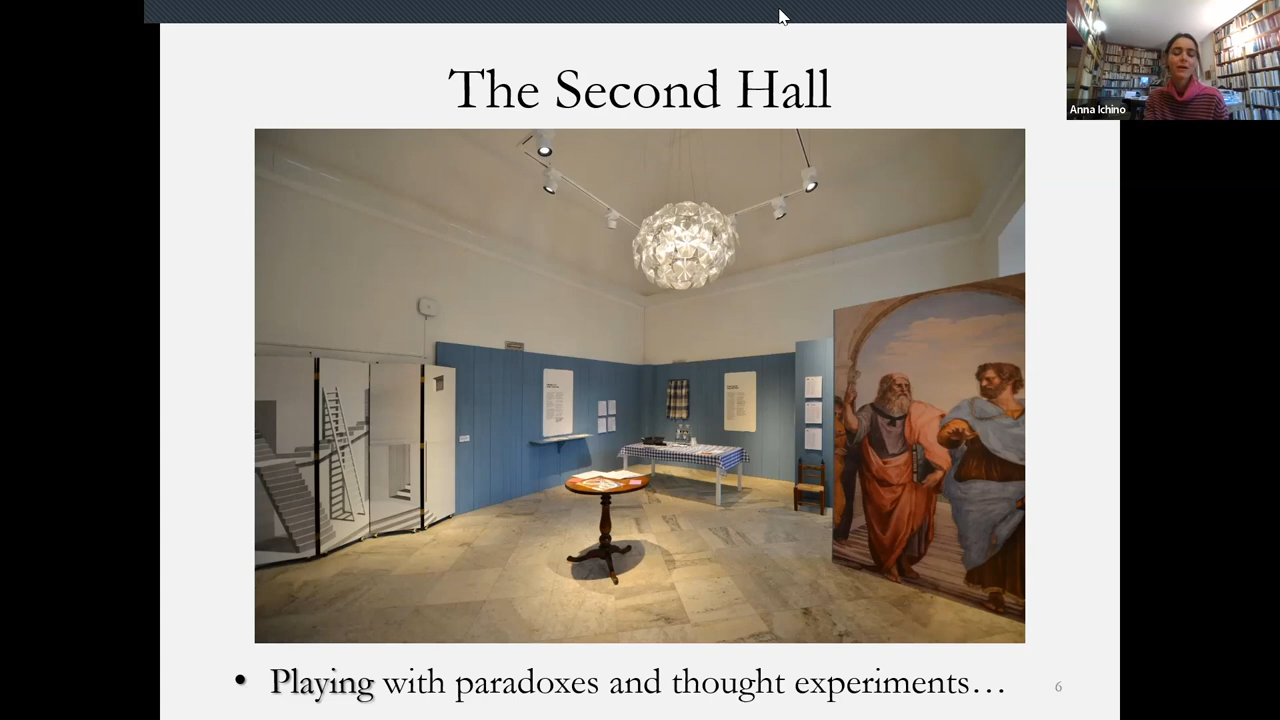 The Second Hall
Anna Ichino
• Playing with paradoxes and thought experiments…
6